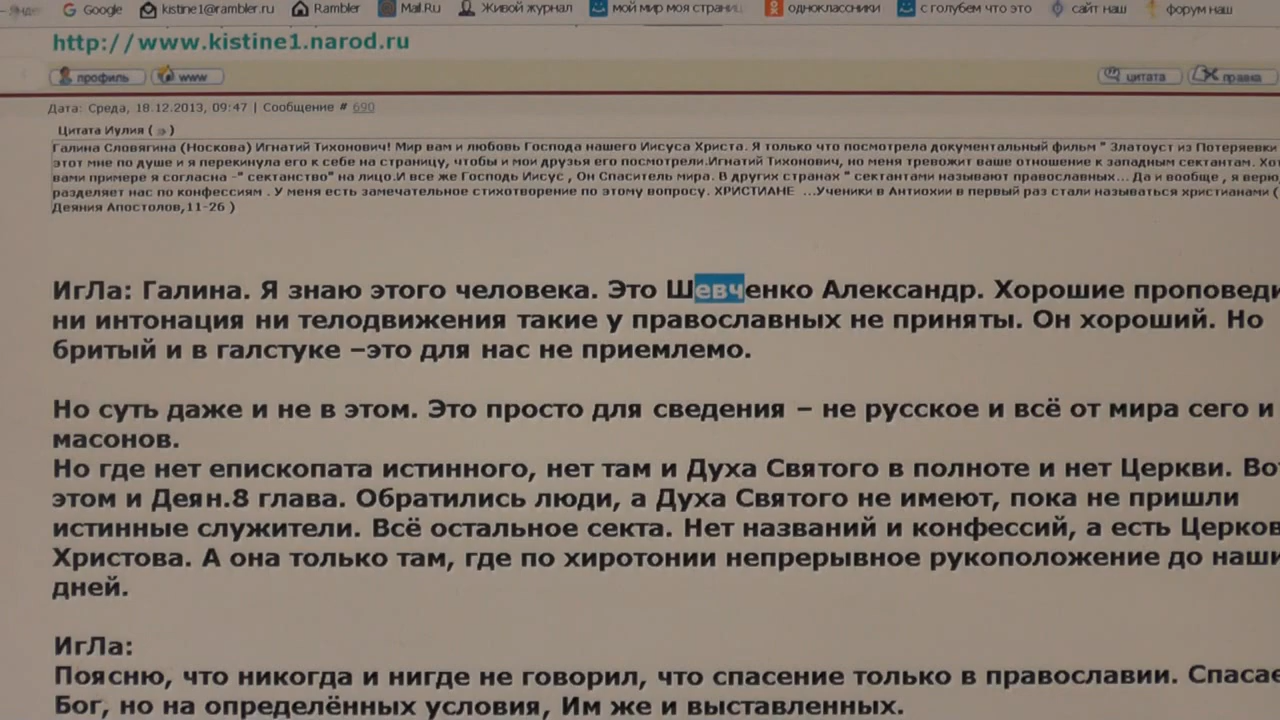 Яндекс Google kistine1@rambler.ru Rambler Mail.Ru Живой журнал мой мир моя страниц одноклассники с голубем что это сайт наш форум наш
http://www.kistine1.narod.ru
профиль www цитата правка
Дата: Среда, 18.12.2013, 09:47 | Сообщение # 690
Цитата Иулия ( )
Галина Словягина (Носкова) Игнатий Тихонович! Мир вам и любовь Господа нашего Иисуса Христа. Я только что посмотрела документальный фильм " Златоуст из Потеряевки
этот мне по душе и я перекинула его к себе на страницу, чтобы и мои друзья его посмотрели.Игнатий Тихонович, но меня тревожит ваше отношение к западным сектантам. Хот
вами примере я согласна -" сектанство" на лицо.И все же Господь Иисус , Он Спаситель мира. В других странах " сектантами называют православных... Да и вообще , я верю
разделяет нас по конфессиям . У меня есть замечательное стихотворение по этому вопросу. ХРИСТИАНЕ ...Ученики в Антиохии в первый раз стали называться христианами (
Деяния Апостолов,11-26 )
ИгЛа: Галина. Я знаю этого человека. Это Шевченко Александр. Хорошие проповеди
ни интонация ни телодвижения такие у православных не приняты. Он хороший. Но
бритый и в галстуке –это для нас не приемлемо.
Но суть даже и не в этом. Это просто для сведения – не русское и всё от мира сего и
масонов.
Но где нет епископата истинного, нет там и Духа Святого в полноте и нет Церкви. Вот
этом и Деян.8 глава. Обратились люди, а Духа Святого не имеют, пока не пришли
истинные служители. Всё остальное секта. Нет названий и конфессий, а есть Церков
Христова. А она только там, где по хиротонии непрерывное рукоположение до наши
дней.
ИгЛа:
Поясню, что никогда и нигде не говорил, что спасение только в православии. Спасае
Бог, но на определённых условия, Им же и выставленных.